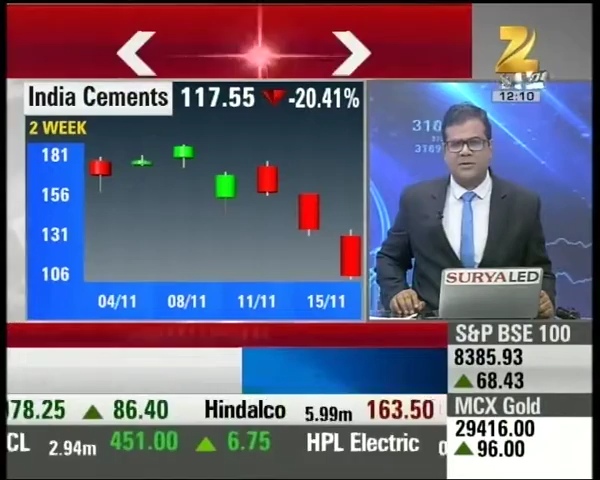 12:10
India Cements 117.55 -20.41%
2 WEEK
181
156
131
106
04/11 08/11 11/11 15/11
SURYA LED
S&P BSE 100
8385.93
68.43
MCX Gold
29416.00
96.00
978.25 86.40 Hindalco 5.99m 163.50
CL 2.94m 451.00 6.75 HPL Electric